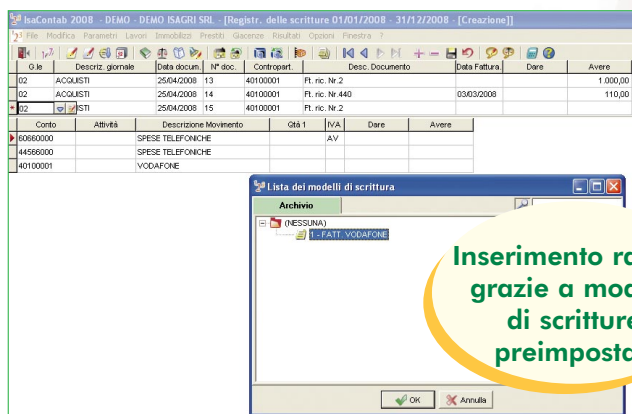 IsaContab 2008 - DEMO - DEMO ISAGRI SRL - [Registr. delle scritture 01/01/2008 - 31/12/2008 - [Creazione]]
File Modifica Parametri Lavori Immobilizzi Prestiti Giacenze Risultati Opzioni Finestra ?
G.le Descriz. giornale Data docum. N° doc. Contropart. Desc. Documento Data Fattura Dare Avere
02 ACQUISTI 25/04/2008 13 40100001 Ft. ric. Nr.2 1.000,00
02 ACQUISTI 25/04/2008 14 40100001 Ft. ric. Nr.440 03/03/2008 110,00
* 02 ISTI 25/04/2008 15 40100001 Ft. ric. Nr.2
Conto Attività Descrizione Movimento Qtà 1 IVA Dare Avere
60660000 SPESE TELEFONICHE AV
44566000 SPESE TELEFONICHE
40100001 VODAFONE
Lista dei modelli di scrittura
Archivio
(NESSUNA)
1 - FATT. VODAFONE
Inserimento ra
grazie a mod
di scritture
preimposta
OK Annulla